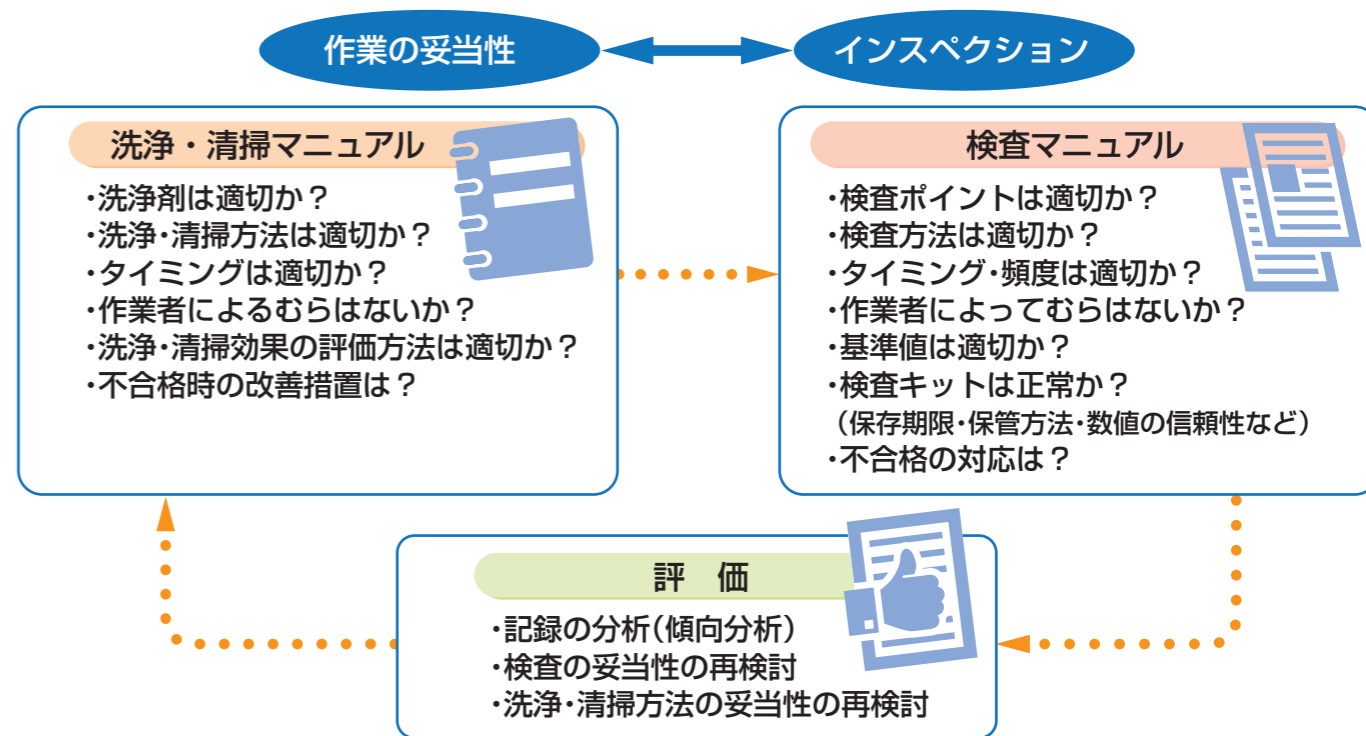 作業の妥当性
インスペクション
洗浄・清掃マニュアル
・洗浄剤は適切か？
・洗浄・清掃方法は適切か？
・タイミングは適切か？
・作業者によるむらはないか？
・洗浄・清掃効果の評価方法は適切か？
・不合格時の改善措置は？
検査マニュアル
・検査ポイントは適切か？
・検査方法は適切か？
・タイミング・頻度は適切か？
・作業者によってむらはないか？
・基準値は適切か？
・検査キットは正常か？
（保存期限・保管方法・数値の信頼性など）
・不合格の対応は？
評　価
・記録の分析（傾向分析）
・検査の妥当性の再検討
・洗浄・清掃方法の妥当性の再検討